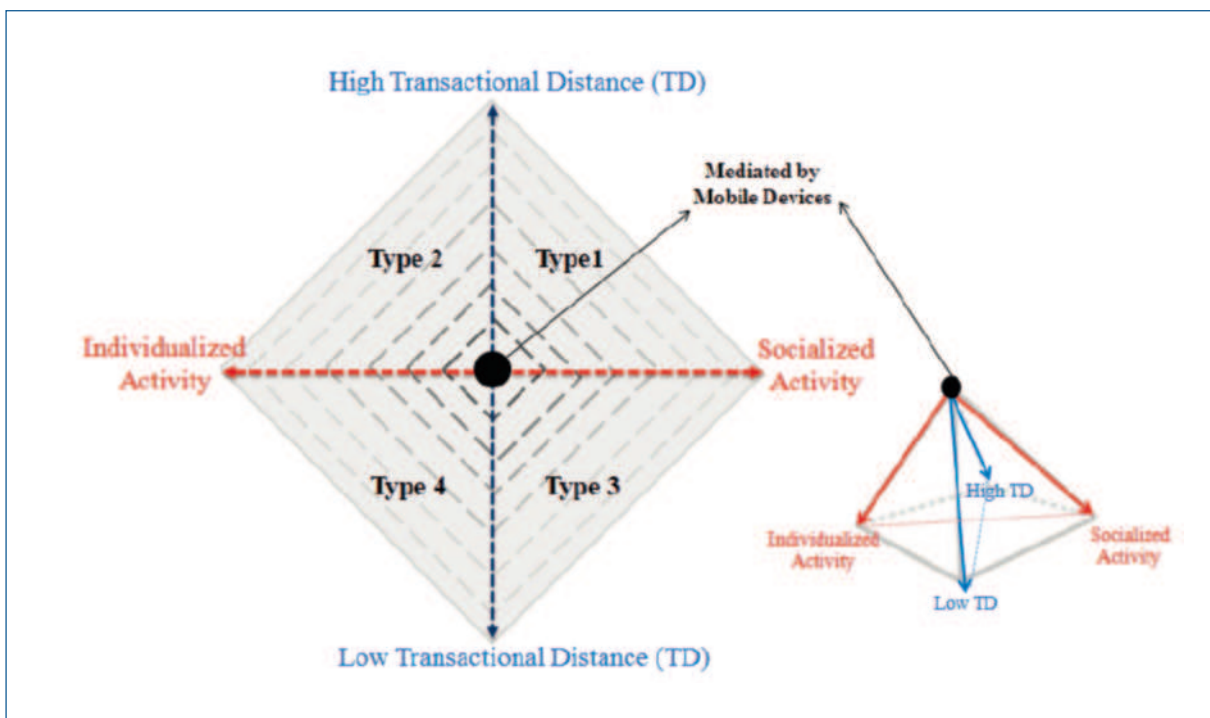 High Transactional Distance (TD)
Mediated by
Mobile Devices
Type 2
Type1
Individualized
Activity
Socialized
Activity
Type 4
Type 3
High TD
Individualized
Activity
Socialized
Activity
Low TD
Low Transactional Distance (TD)